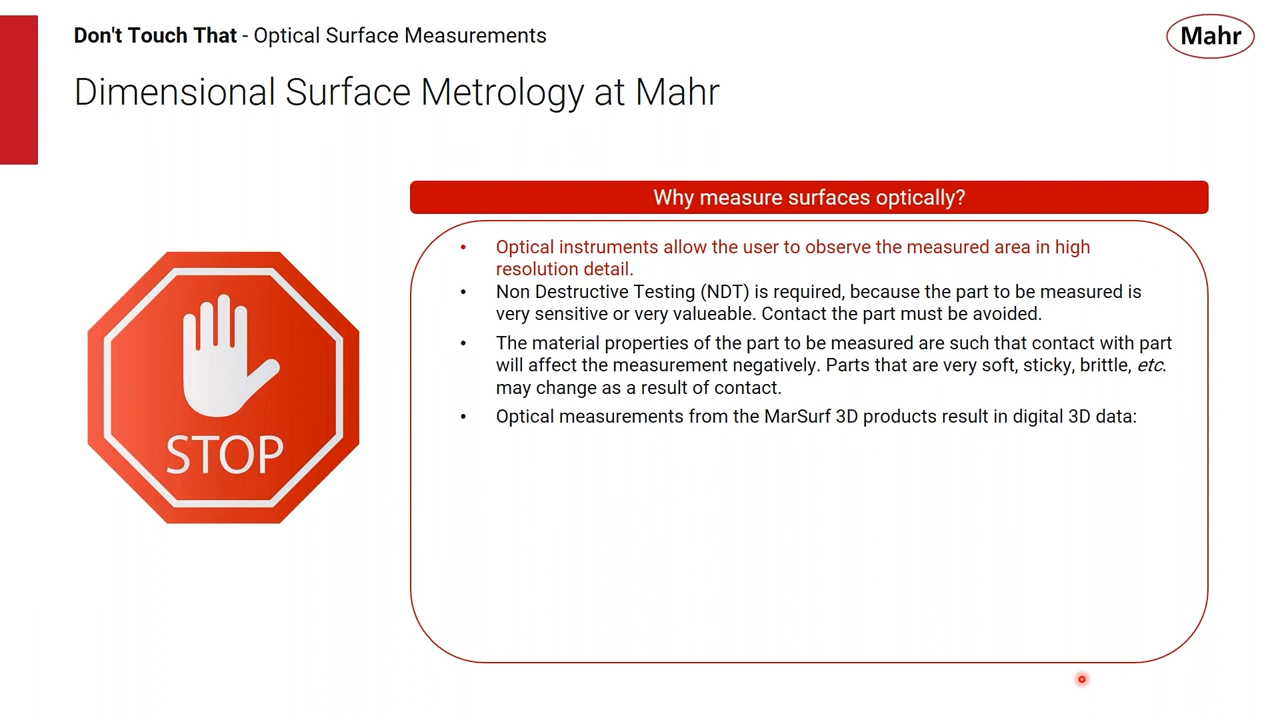 Don't Touch That - Optical Surface Measurements
Mahr
Dimensional Surface Metrology at Mahr
Why measure surfaces optically?
• Optical instruments allow the user to observe the measured area in high
resolution detail.
• Non Destructive Testing (NDT) is required, because the part to be measured is
very sensitive or very valueable. Contact the part must be avoided.
• The material properties of the part to be measured are such that contact with part
will affect the measurement negatively. Parts that are very soft, sticky, brittle, etc.
may change as a result of contact.
• Optical measurements from the MarSurf 3D products result in digital 3D data:
STOP